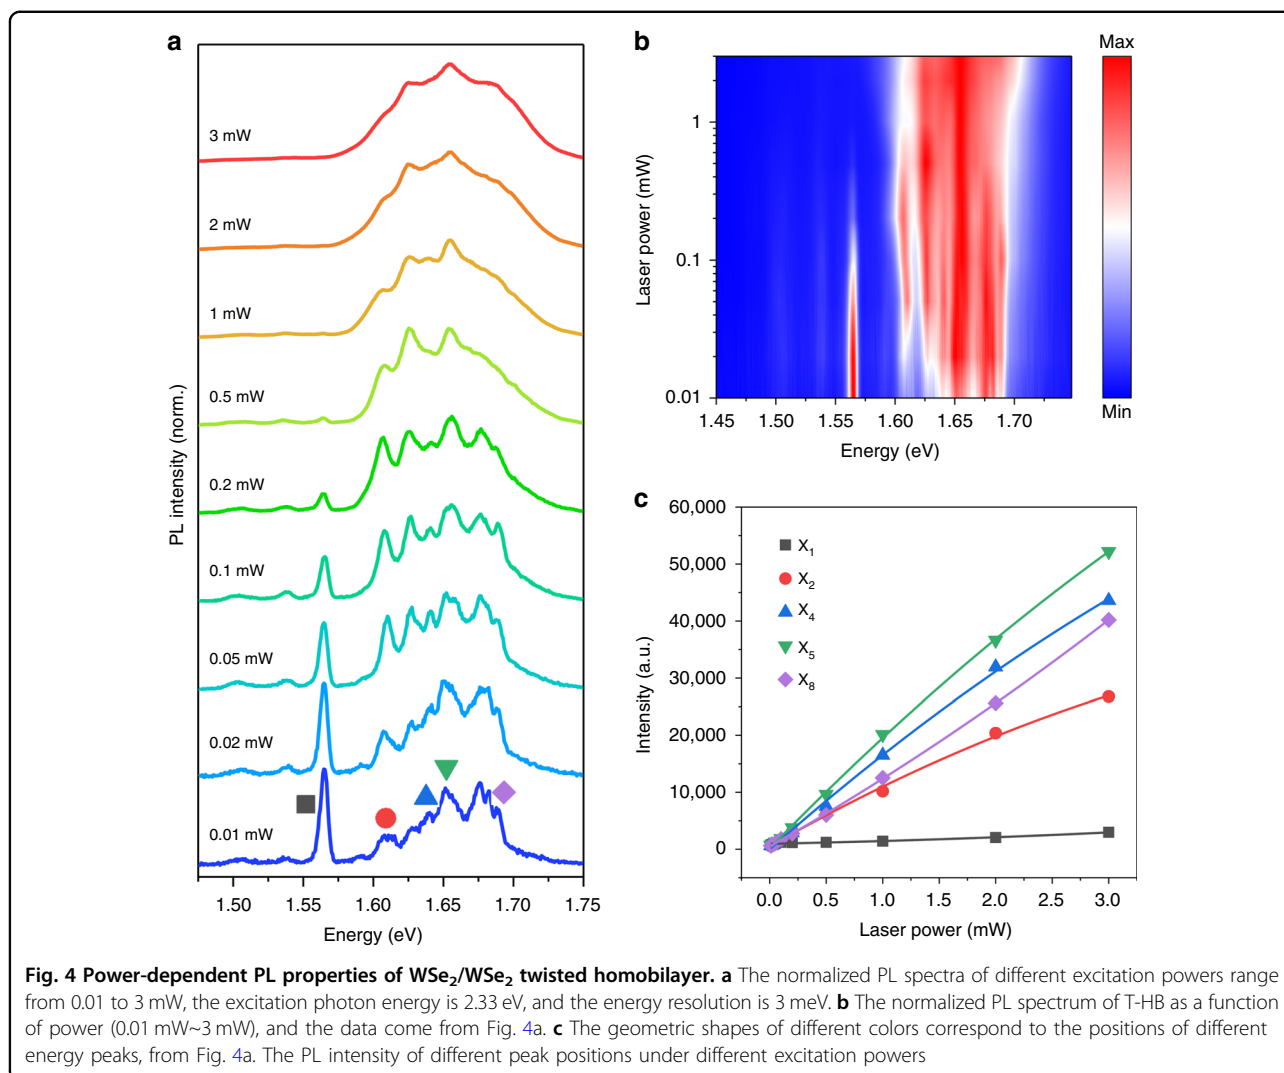 a
3 mW
2 mW
1 mW
0.5 mW
0.2 mW
0.1 mW
0.05 mW
0.02 mW
0.01 mW
PL intensity (norm.)
1.50 1.55 1.60 1.65 1.70 1.75
Energy (eV)
b
Max
Min
1
0.1
0.01
Laser power (mW)
1.45 1.50 1.55 1.60 1.65 1.70
Energy (eV)
c
60,000
50,000
40,000
30,000
20,000
10,000
0
Intensity (a.u.)
X1
X2
X4
X5
X8
0.0 0.5 1.0 1.5 2.0 2.5 3.0
Laser power (mW)
Fig. 4 Power-dependent PL properties of WSe2/WSe2 twisted homobilayer. a The normalized PL spectra of different excitation powers range
from 0.01 to 3 mW, the excitation photon energy is 2.33 eV, and the energy resolution is 3 meV. b The normalized PL spectrum of T-HB as a function
of power (0.01 mW~3 mW), and the data come from Fig. 4a. c The geometric shapes of different colors correspond to the positions of different
energy peaks, from Fig. 4a. The PL intensity of different peak positions under different excitation powers